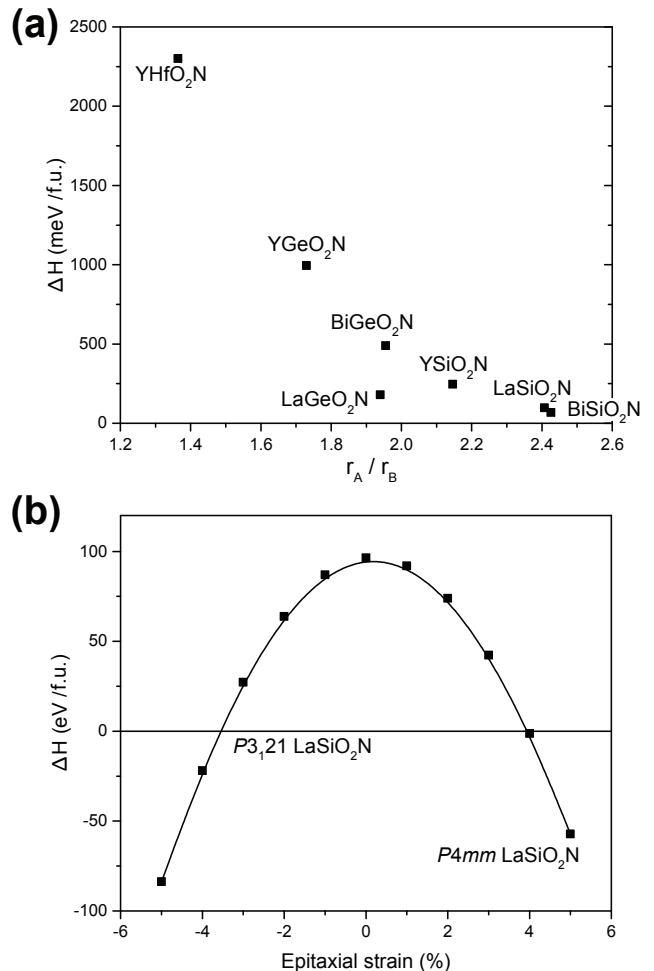 (a)
2500
2000
1500
1000
500
0
ΔH (meV /f.u.)
YHfO₂N
YGeO₂N
BiGeO₂N
YSiO₂N
LaGeO₂N
LaSiO₂N
BiSiO₂N
1.2 1.4 1.6 1.8 2.0 2.2 2.4 2.6
r_A / r_B
(b)
100
50
0
-50
-100
ΔH (eV /f.u.)
P3₁21 LaSiO₂N
P4mm LaSiO₂N
-6 -4 -2 0 2 4 6
Epitaxial strain (%)